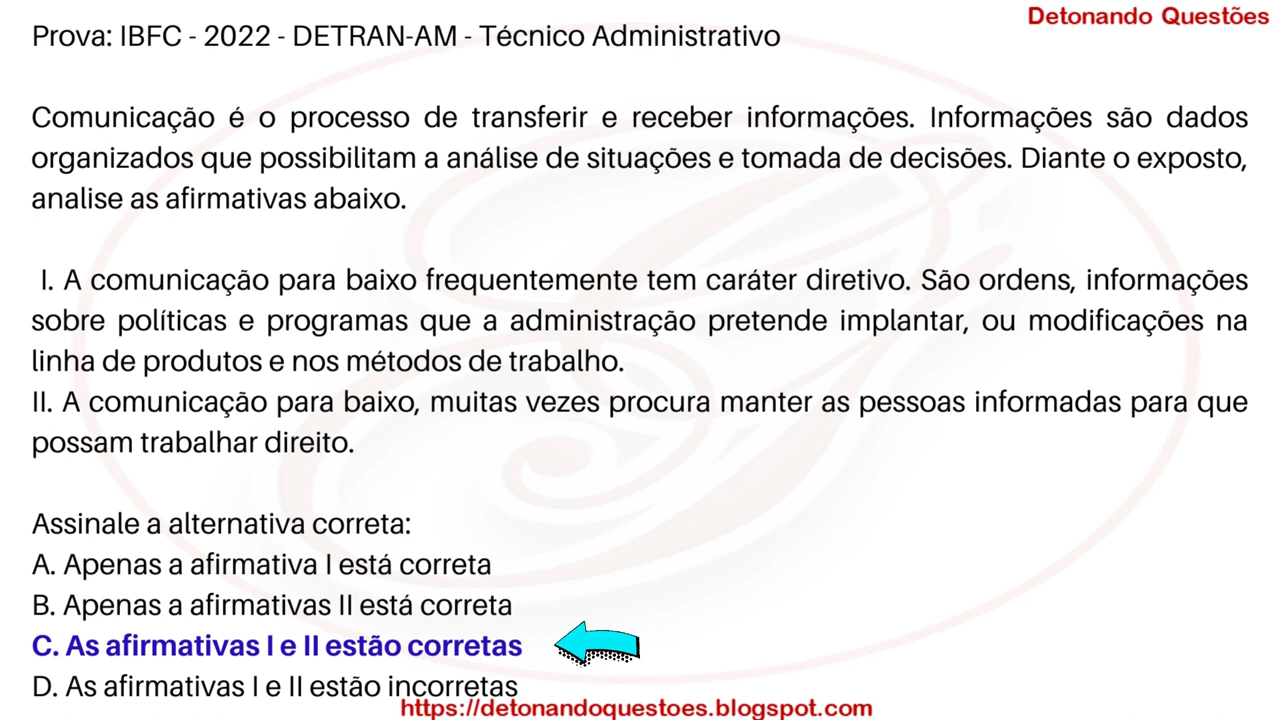 Detonando Questões
Prova: IBFC - 2022 - DETRAN-AM - Técnico Administrativo
Comunicação é o processo de transferir e receber informações. Informações são dados
organizados que possibilitam a análise de situações e tomada de decisões. Diante o exposto,
analise as afirmativas abaixo.
I. A comunicação para baixo frequentemente tem caráter diretivo. São ordens, informações
sobre políticas e programas que a administração pretende implantar, ou modificações na
linha de produtos e nos métodos de trabalho.
II. A comunicação para baixo, muitas vezes procura manter as pessoas informadas para que
possam trabalhar direito.
Assinale a alternativa correta:
A. Apenas a afirmativa I está correta
B. Apenas a afirmativas II está correta
C. As afirmativas I e II estão corretas
D. As afirmativas I e II estão incorretas
https://detonandoquestoes.blogspot.com